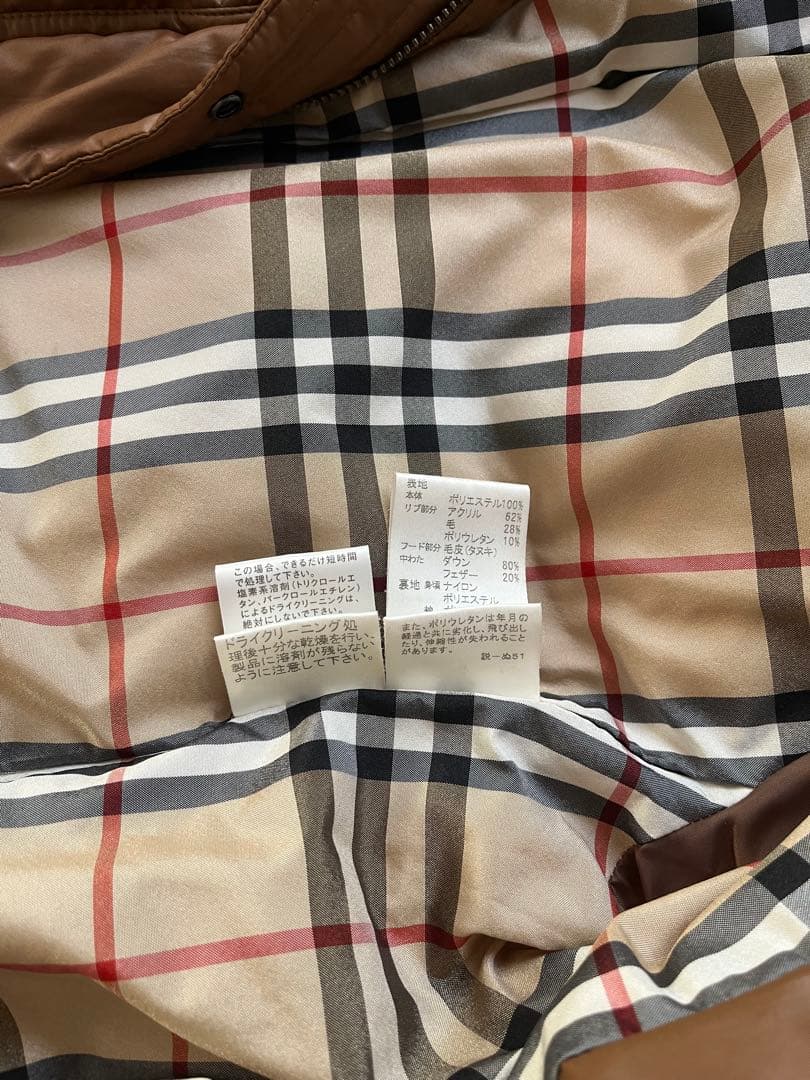 表地
本体 ポリエステル100%
リブ部分 アクリル 62%
毛 28%
ポリウレタン 10%
フード部分 毛皮(タヌキ)
中わた ダウン 80%
フェザー 20%
裏地 身頃 ナイロン
ポリエステル
この場合、できるだけ短時間
で処理して下さい。
塩素系溶剤(トリクロールエ
タン、パークロールエチレン)
によるドライクリーニングは、
絶対にしないで下さい。
ドライクリーニング処
理後十分な乾燥を行い、
製品に溶剤が残らない
ように注意して下さい。
また、ポリウレタンは年月の
経過と共に劣化し、飛び出し
たり、伸縮性が失われることが
あります。
説-ぬ51